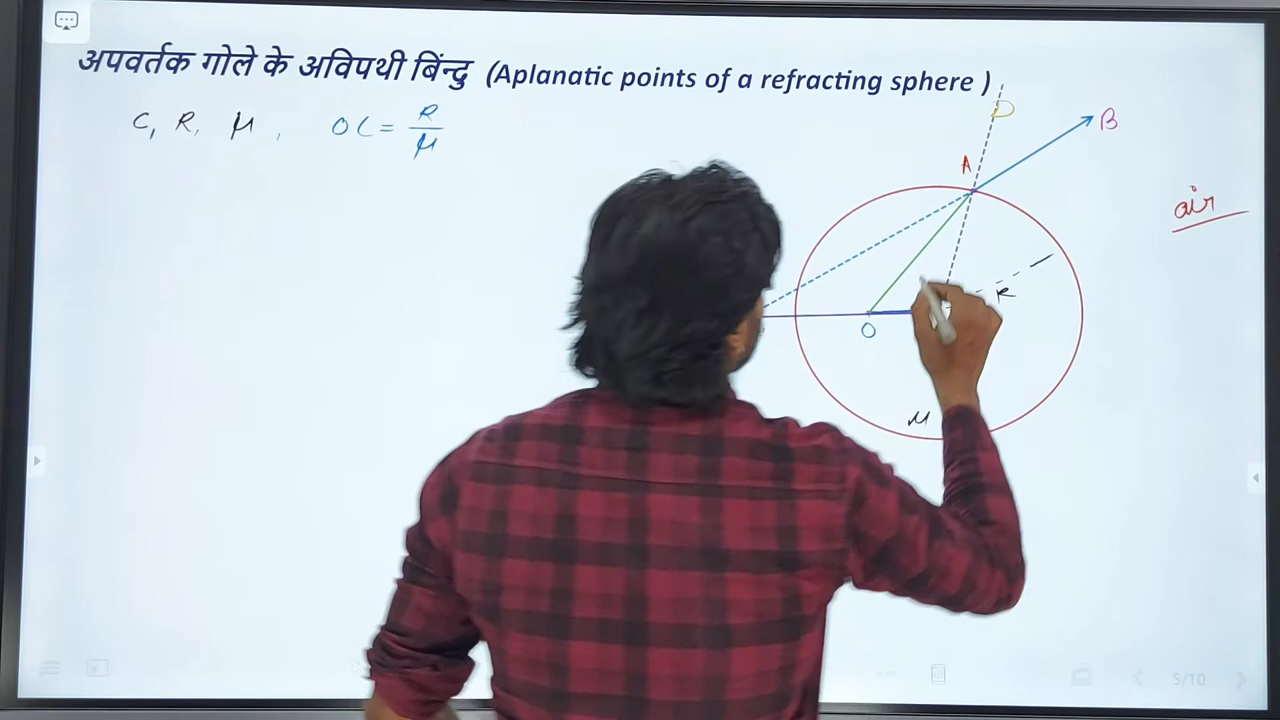 अपवर्तक गोले के अविपथी बिंन्दु (Aplanatic points of a refracting sphere )
C, R, μ, OC = R/μ
D
B
A
air
R
O
μ
5/10